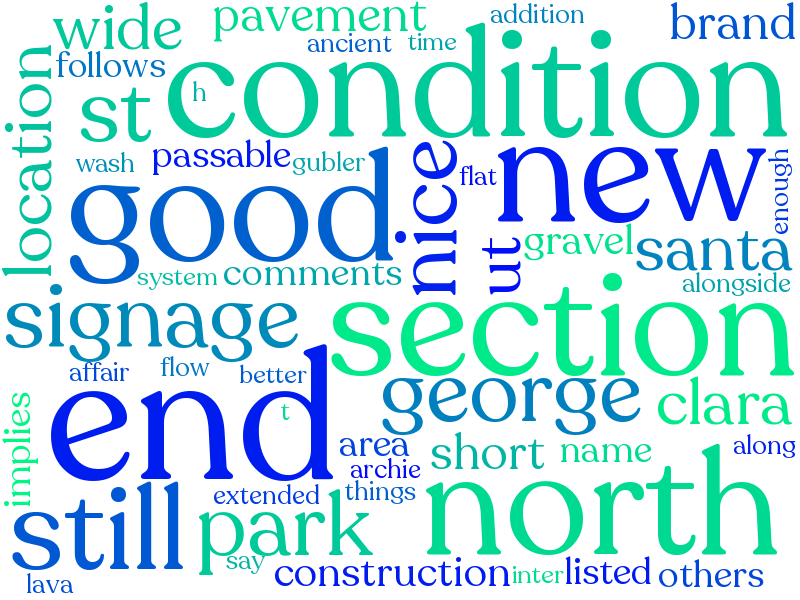 wide
pavement
addition
brand
ancient
time
follows
condition
location
st
h
wash
passable
gubler
flat
new
enough
good
nice
ut
gravel
santa
system
comments
alongside
signage
section
affair
flow
better
end
t
george
clara
implies
area
archie
short
name
along
still
extended
things
north
park
say
construction
inter
listed
others
lava